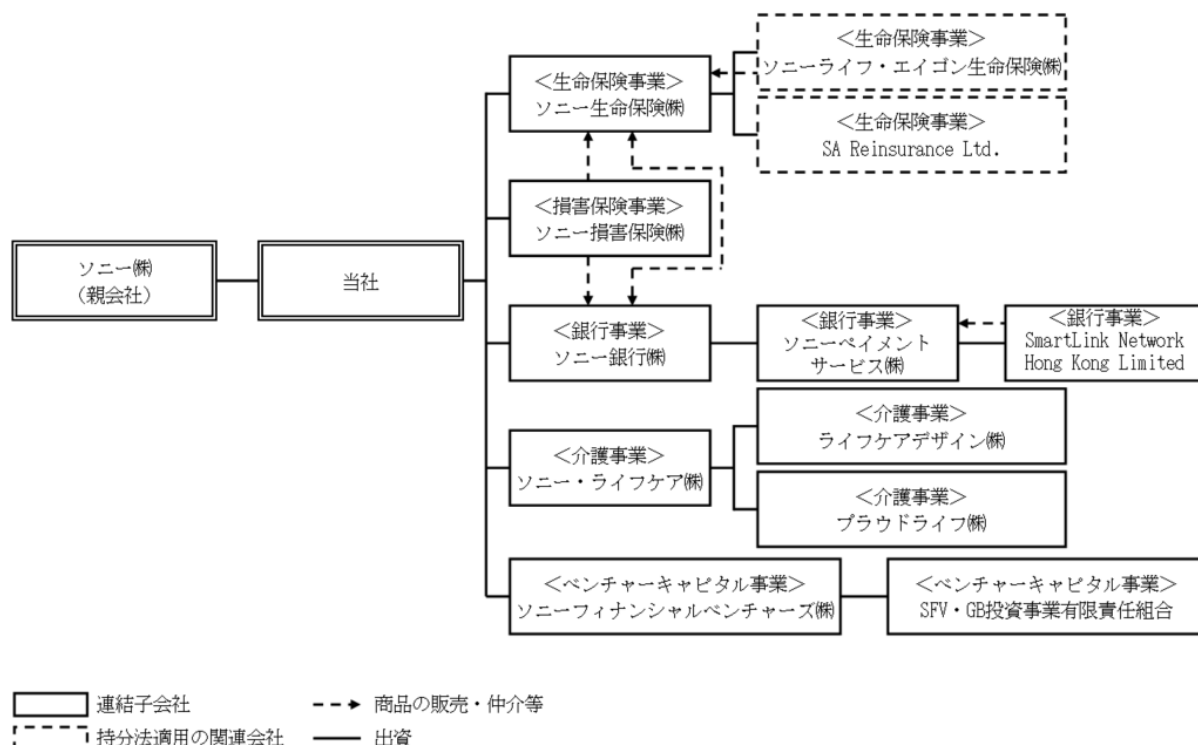 ＜生命保険事業＞
ソニーライフ・エイゴン生命保険㈱
＜生命保険事業＞
ソニー生命保険㈱
＜生命保険事業＞
SA Reinsurance Ltd.
＜損害保険事業＞
ソニー損害保険㈱
ソニー㈱
（親会社）
当社
＜銀行事業＞
ソニー銀行㈱
＜銀行事業＞
ソニーペイメント
サービス㈱
＜銀行事業＞
SmartLink Network
Hong Kong Limited
＜介護事業＞
ライフケアデザイン㈱
＜介護事業＞
ソニー・ライフケア㈱
＜介護事業＞
プラウドライフ㈱
＜ベンチャーキャピタル事業＞
ソニーフィナンシャルベンチャーズ㈱
＜ベンチャーキャピタル事業＞
SFV・GB投資事業有限責任組合
連結子会社
商品の販売・仲介等
持分法適用の関連会社
出資